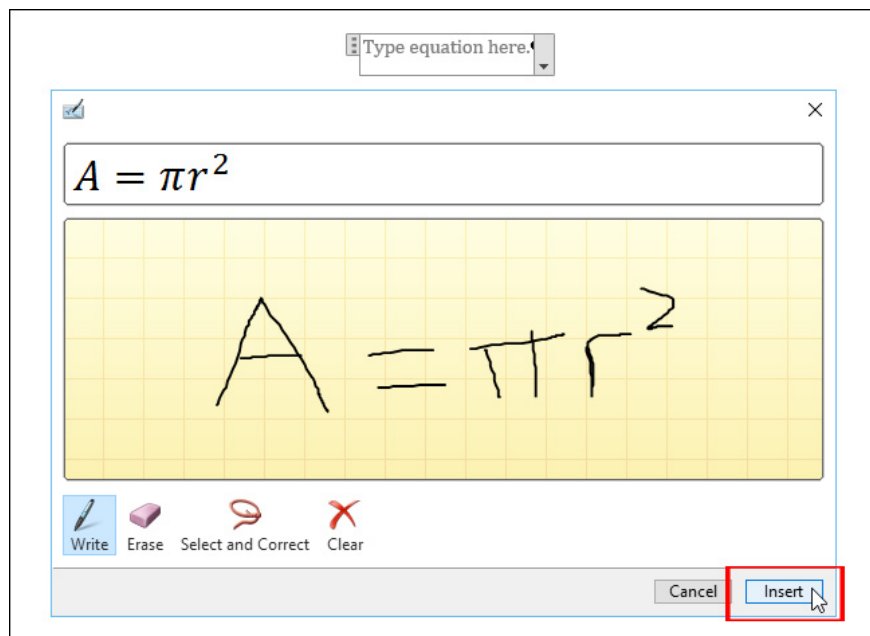 Type equation here.
A = πr²
A = πr²
Write Erase Select and Correct Clear
Cancel Insert